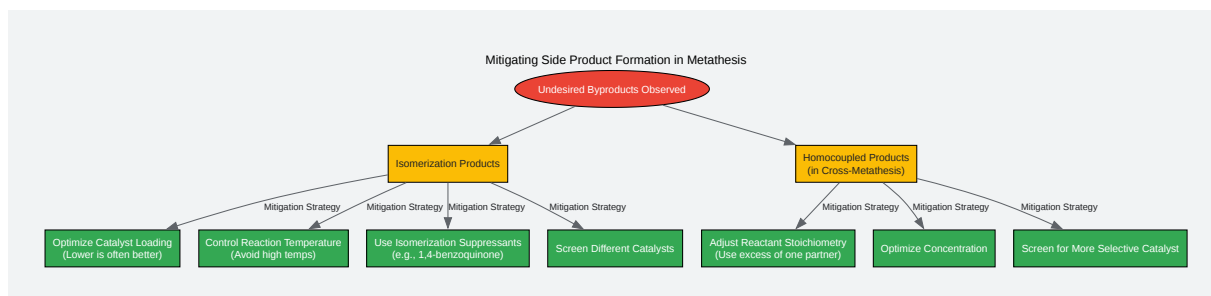 Mitigating Side Product Formation in Metathesis
Undesired Byproducts Observed
Isomerization Products
Homocoupled Products
(in Cross-Metathesis)
Mitigation Strategy
Mitigation Strategy
Mitigation Strategy
Mitigation Strategy
Mitigation Strategy
Mitigation Strategy
Mitigation Strategy
Optimize Catalyst Loading
(Lower is often better)
Control Reaction Temperature
(Avoid high temps)
Use Isomerization Suppressants
(e.g., 1,4-benzoquinone)
Screen Different Catalysts
Adjust Reactant Stoichiometry
(Use excess of one partner)
Optimize Concentration
Screen for More Selective Catalyst